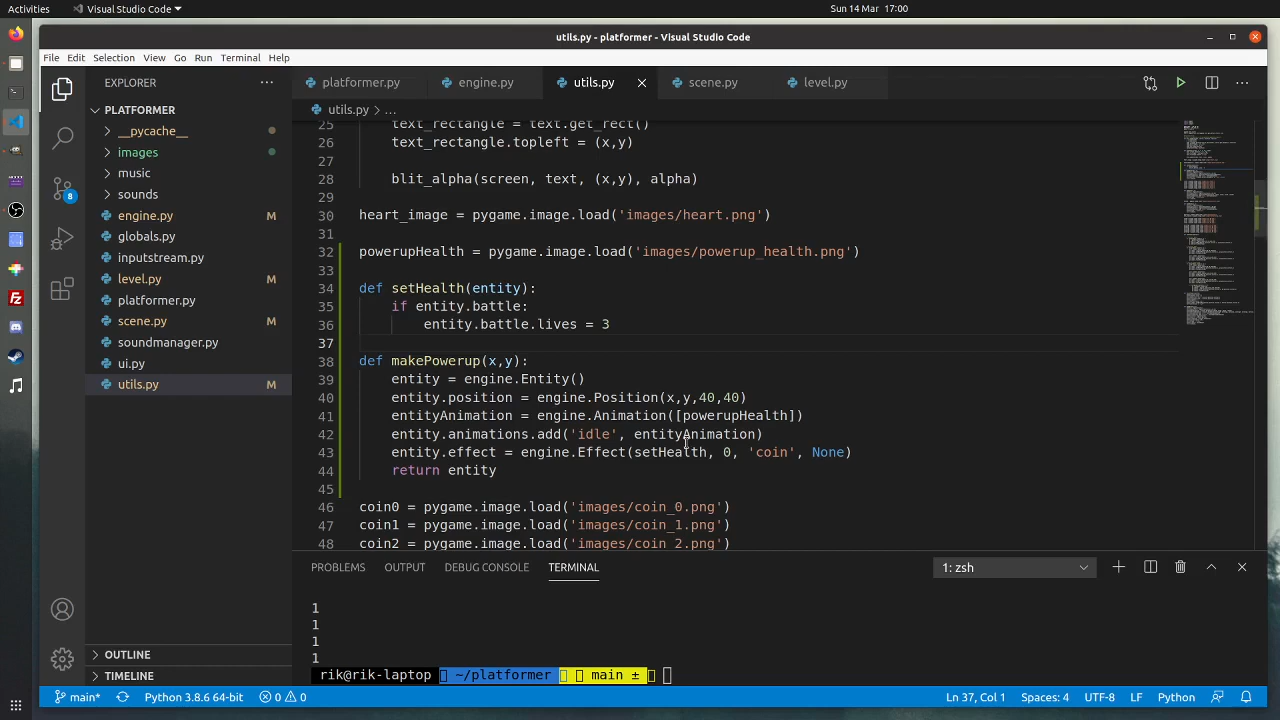 Activities
Visual Studio Code
Sun 14 Mar 17:00
utils.py - platformer - Visual Studio Code
File Edit Selection View Go Run Terminal Help
EXPLORER
platformer.py
engine.py
utils.py
scene.py
level.py
PLATFORMER
__pycache__
images
music
sounds
engine.py M
globals.py
inputstream.py
level.py M
platformer.py
scene.py M
soundmanager.py
ui.py
utils.py M
OUTLINE
TIMELINE
8
utils.py > ...
25 text_rectangle = text.get_rect()
26 text_rectangle.topleft = (x,y)
27
28 blit_alpha(screen, text, (x,y), alpha)
29
30 heart_image = pygame.image.load('images/heart.png')
31
32 powerupHealth = pygame.image.load('images/powerup_health.png')
33
34 def setHealth(entity):
35 if entity.battle:
36 entity.battle.lives = 3
37
38 def makePowerup(x,y):
39 entity = engine.Entity()
40 entity.position = engine.Position(x,y,40,40)
41 entityAnimation = engine.Animation([powerupHealth])
42 entity.animations.add('idle', entityAnimation)
43 entity.effect = engine.Effect(setHealth, 0, 'coin', None)
44 return entity
45
46 coin0 = pygame.image.load('images/coin_0.png')
47 coin1 = pygame.image.load('images/coin_1.png')
48 coin2 = pygame.image.load('images/coin_2.png')
PROBLEMS OUTPUT DEBUG CONSOLE TERMINAL
1: zsh
1
1
1
1
rik@rik-laptop ~/platformer main ±
main* Python 3.8.6 64-bit 0 0 Ln 37, Col 1 Spaces: 4 UTF-8 LF Python